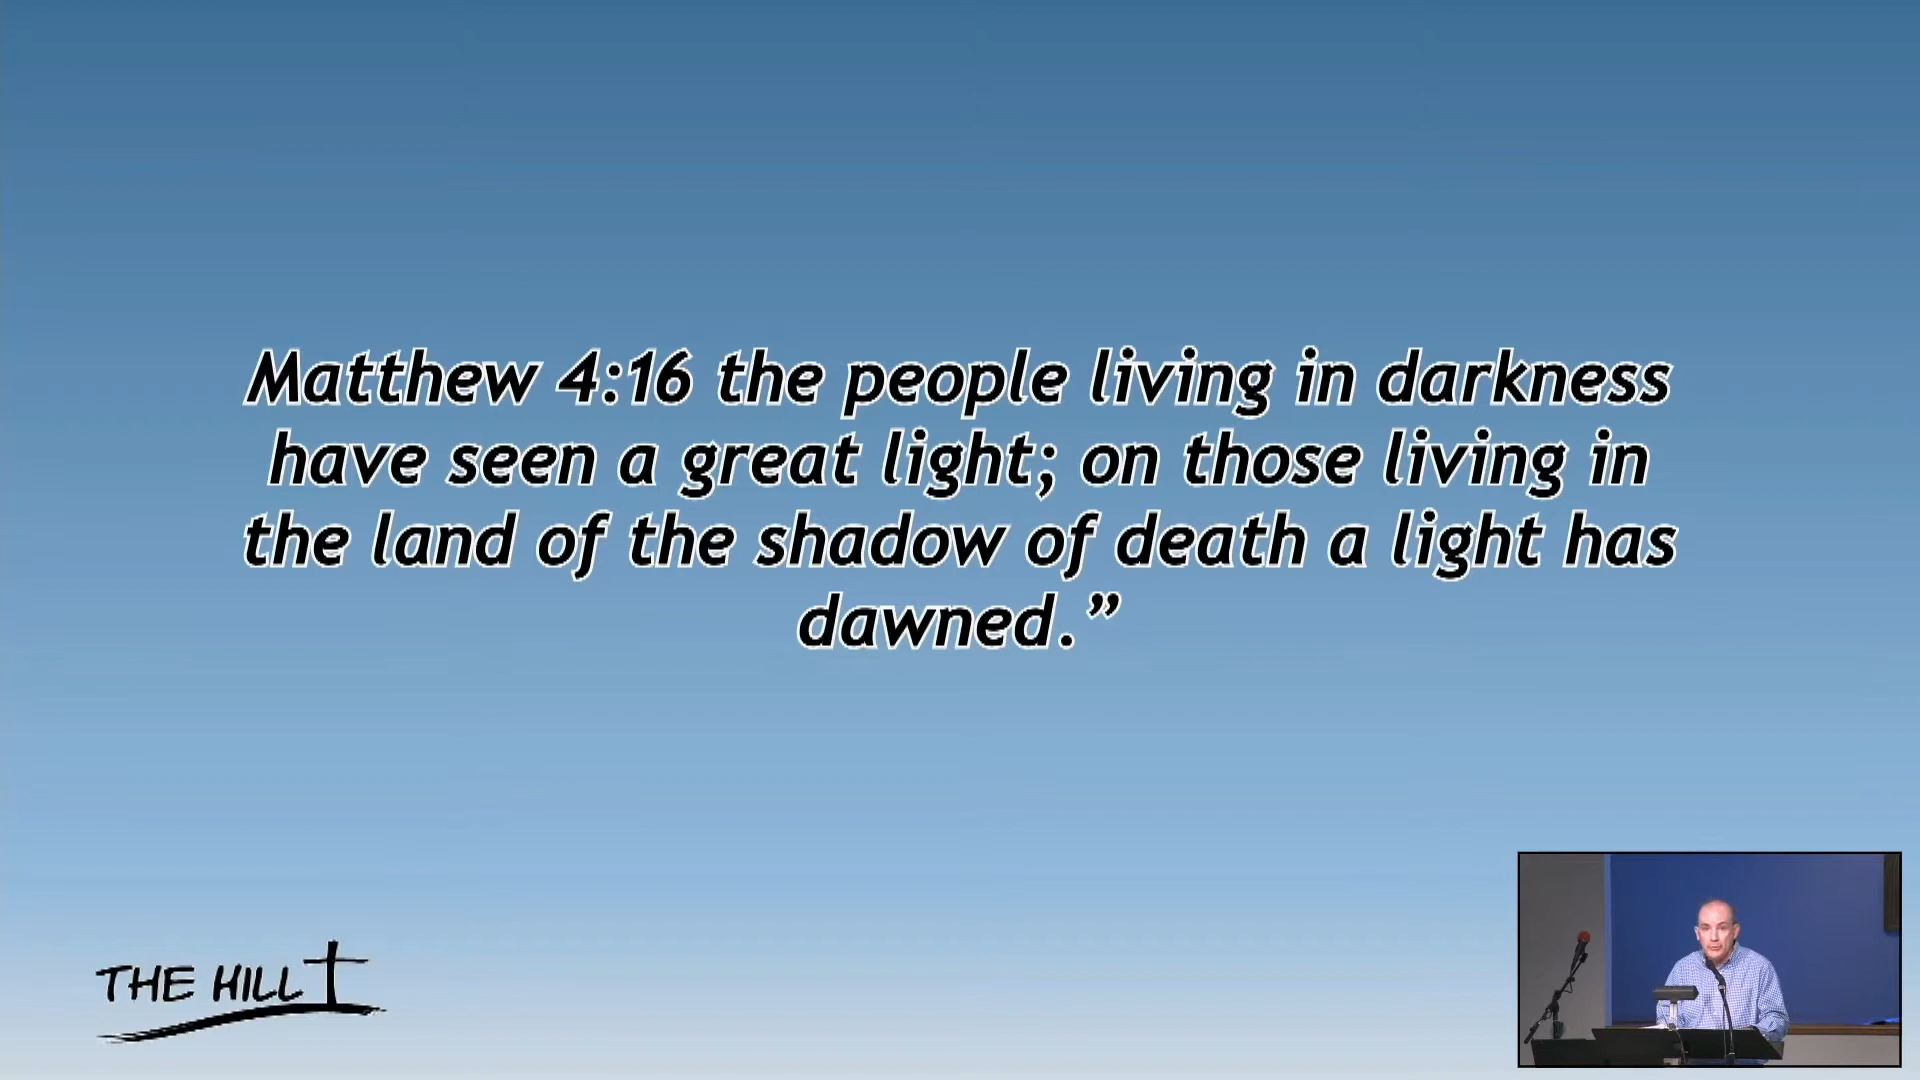 Matthew 4:16 the people living in darkness
have seen a great light; on those living in
the land of the shadow of death a light has
dawned.”
THE HILL